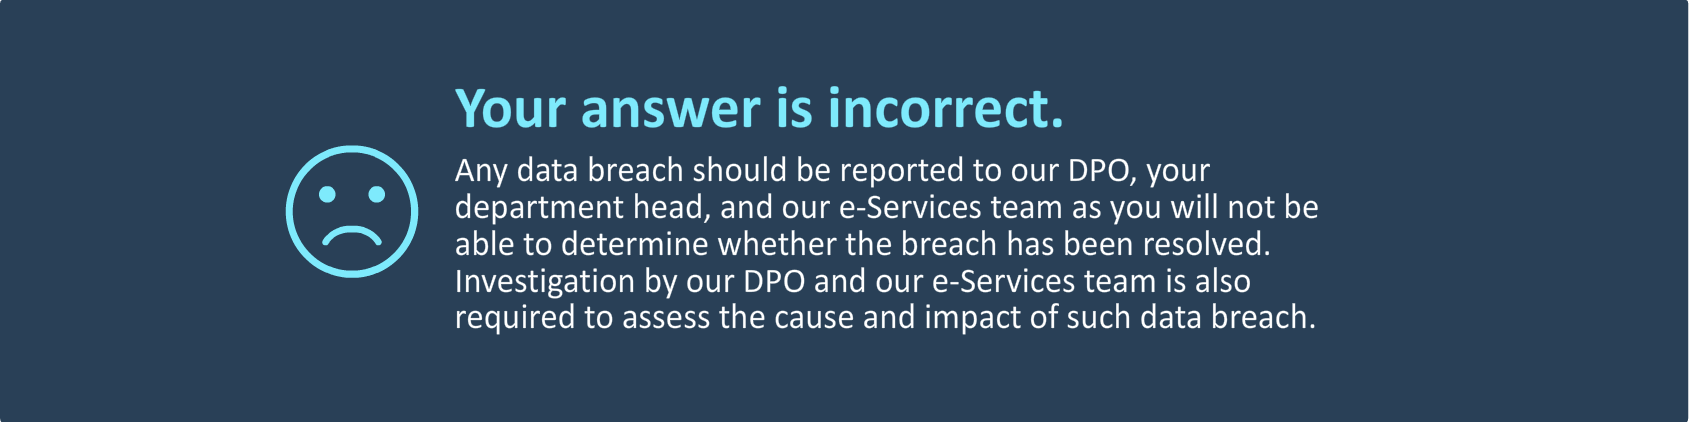 Your answer is incorrect.
Any data breach should be reported to our DPO, your
department head, and our e-Services team as you will not be
able to determine whether the breach has been resolved.
Investigation by our DPO and our e-Services team is also
required to assess the cause and impact of such data breach.